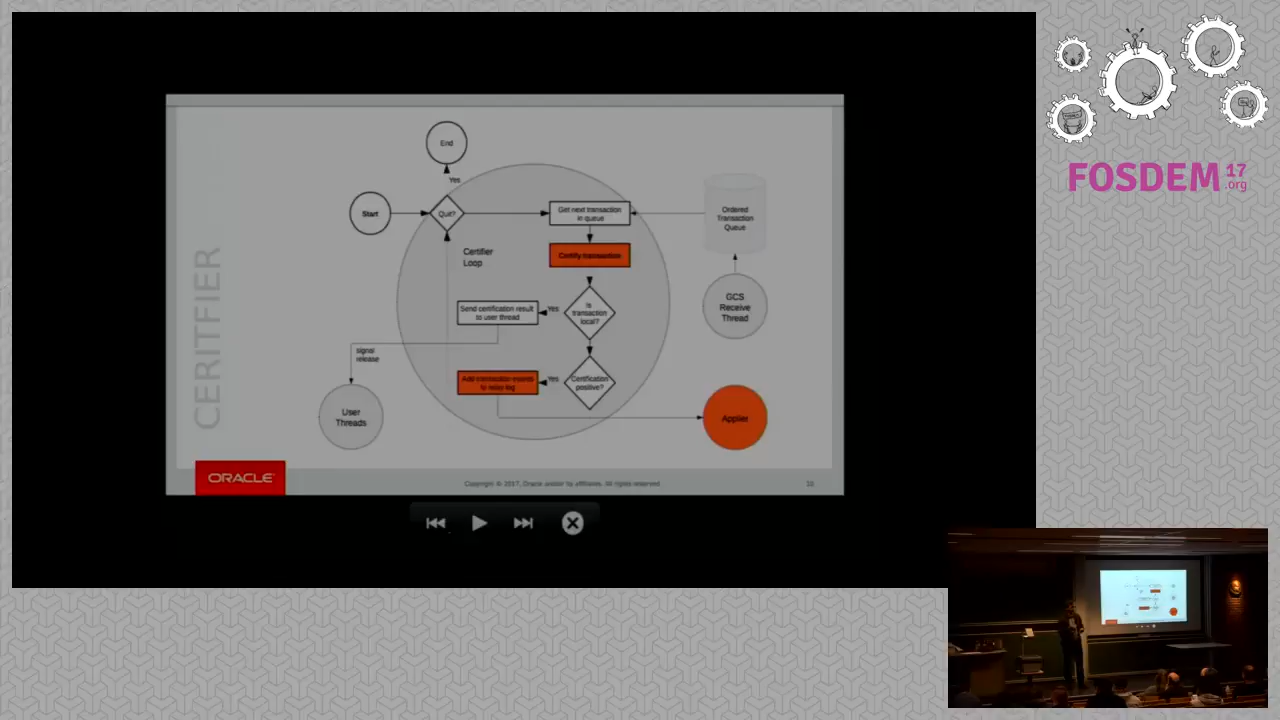 End
Yes
Start
Quit?
Get next transaction
in queue
Ordered
Transaction
Queue
Certifier
Loop
Certify transaction
GCS
Receive
Thread
Send certification result
to user thread
Yes
Is
transaction
local?
signal
release
Add transaction events
to relay log
Yes
Certification
positive?
User
Threads
Applier
CERITFIER
ORACLE
Copyright © 2017, Oracle and/or its affiliates. All rights reserved
FOSDEM 17
.org